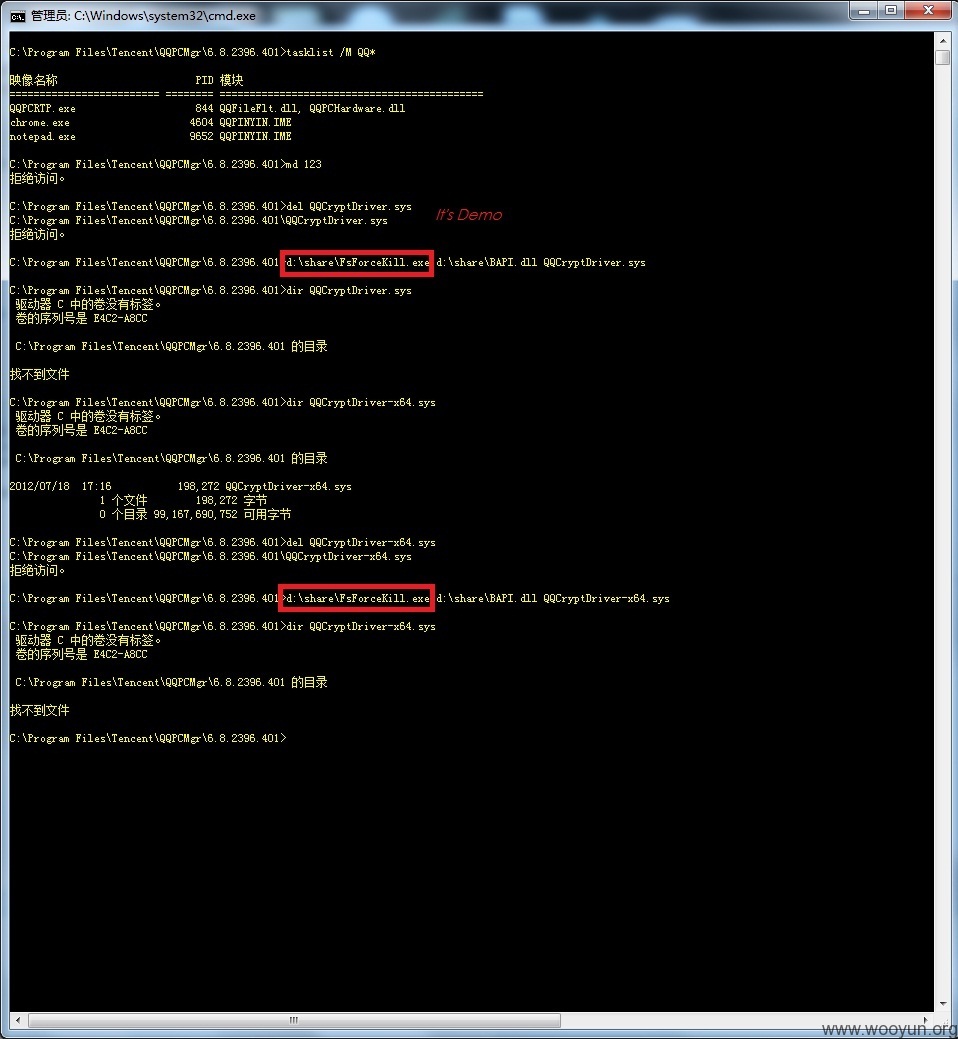 管理员: C:\Windows\system32\cmd.exe
C:\Program Files\Tencent\QQPCMgr\6.8.2396.401>tasklist /M QQ*
映像名称                       PID 模块
========================= ======== ============================================
QQPCRTP.exe                    844 QQFileFlt.dll, QQPCHardware.dll
chrome.exe                    4604 QQPINYIN.IME
notepad.exe                   9652 QQPINYIN.IME
C:\Program Files\Tencent\QQPCMgr\6.8.2396.401>md 123
拒绝访问。
C:\Program Files\Tencent\QQPCMgr\6.8.2396.401>del QQCryptDriver.sys
C:\Program Files\Tencent\QQPCMgr\6.8.2396.401\QQCryptDriver.sys
It's Demo
拒绝访问。
C:\Program Files\Tencent\QQPCMgr\6.8.2396.401>d:\share\FsForceKill.exe d:\share\BAPI.dll QQCryptDriver.sys
C:\Program Files\Tencent\QQPCMgr\6.8.2396.401>dir QQCryptDriver.sys
驱动器 C 中的卷没有标签。
卷的序列号是 E4C2-A8CC
C:\Program Files\Tencent\QQPCMgr\6.8.2396.401 的目录
找不到文件
C:\Program Files\Tencent\QQPCMgr\6.8.2396.401>dir QQCryptDriver-x64.sys
驱动器 C 中的卷没有标签。
卷的序列号是 E4C2-A8CC
C:\Program Files\Tencent\QQPCMgr\6.8.2396.401 的目录
2012/07/18  17:16           198,272 QQCryptDriver-x64.sys
1 个文件        198,272 字节
0 个目录 99,167,690,752 可用字节
C:\Program Files\Tencent\QQPCMgr\6.8.2396.401>del QQCryptDriver-x64.sys
C:\Program Files\Tencent\QQPCMgr\6.8.2396.401\QQCryptDriver-x64.sys
拒绝访问。
C:\Program Files\Tencent\QQPCMgr\6.8.2396.401>d:\share\FsForceKill.exe d:\share\BAPI.dll QQCryptDriver-x64.sys
C:\Program Files\Tencent\QQPCMgr\6.8.2396.401>dir QQCryptDriver-x64.sys
驱动器 C 中的卷没有标签。
卷的序列号是 E4C2-A8CC
C:\Program Files\Tencent\QQPCMgr\6.8.2396.401 的目录
找不到文件
C:\Program Files\Tencent\QQPCMgr\6.8.2396.401>
www.wooyun.org